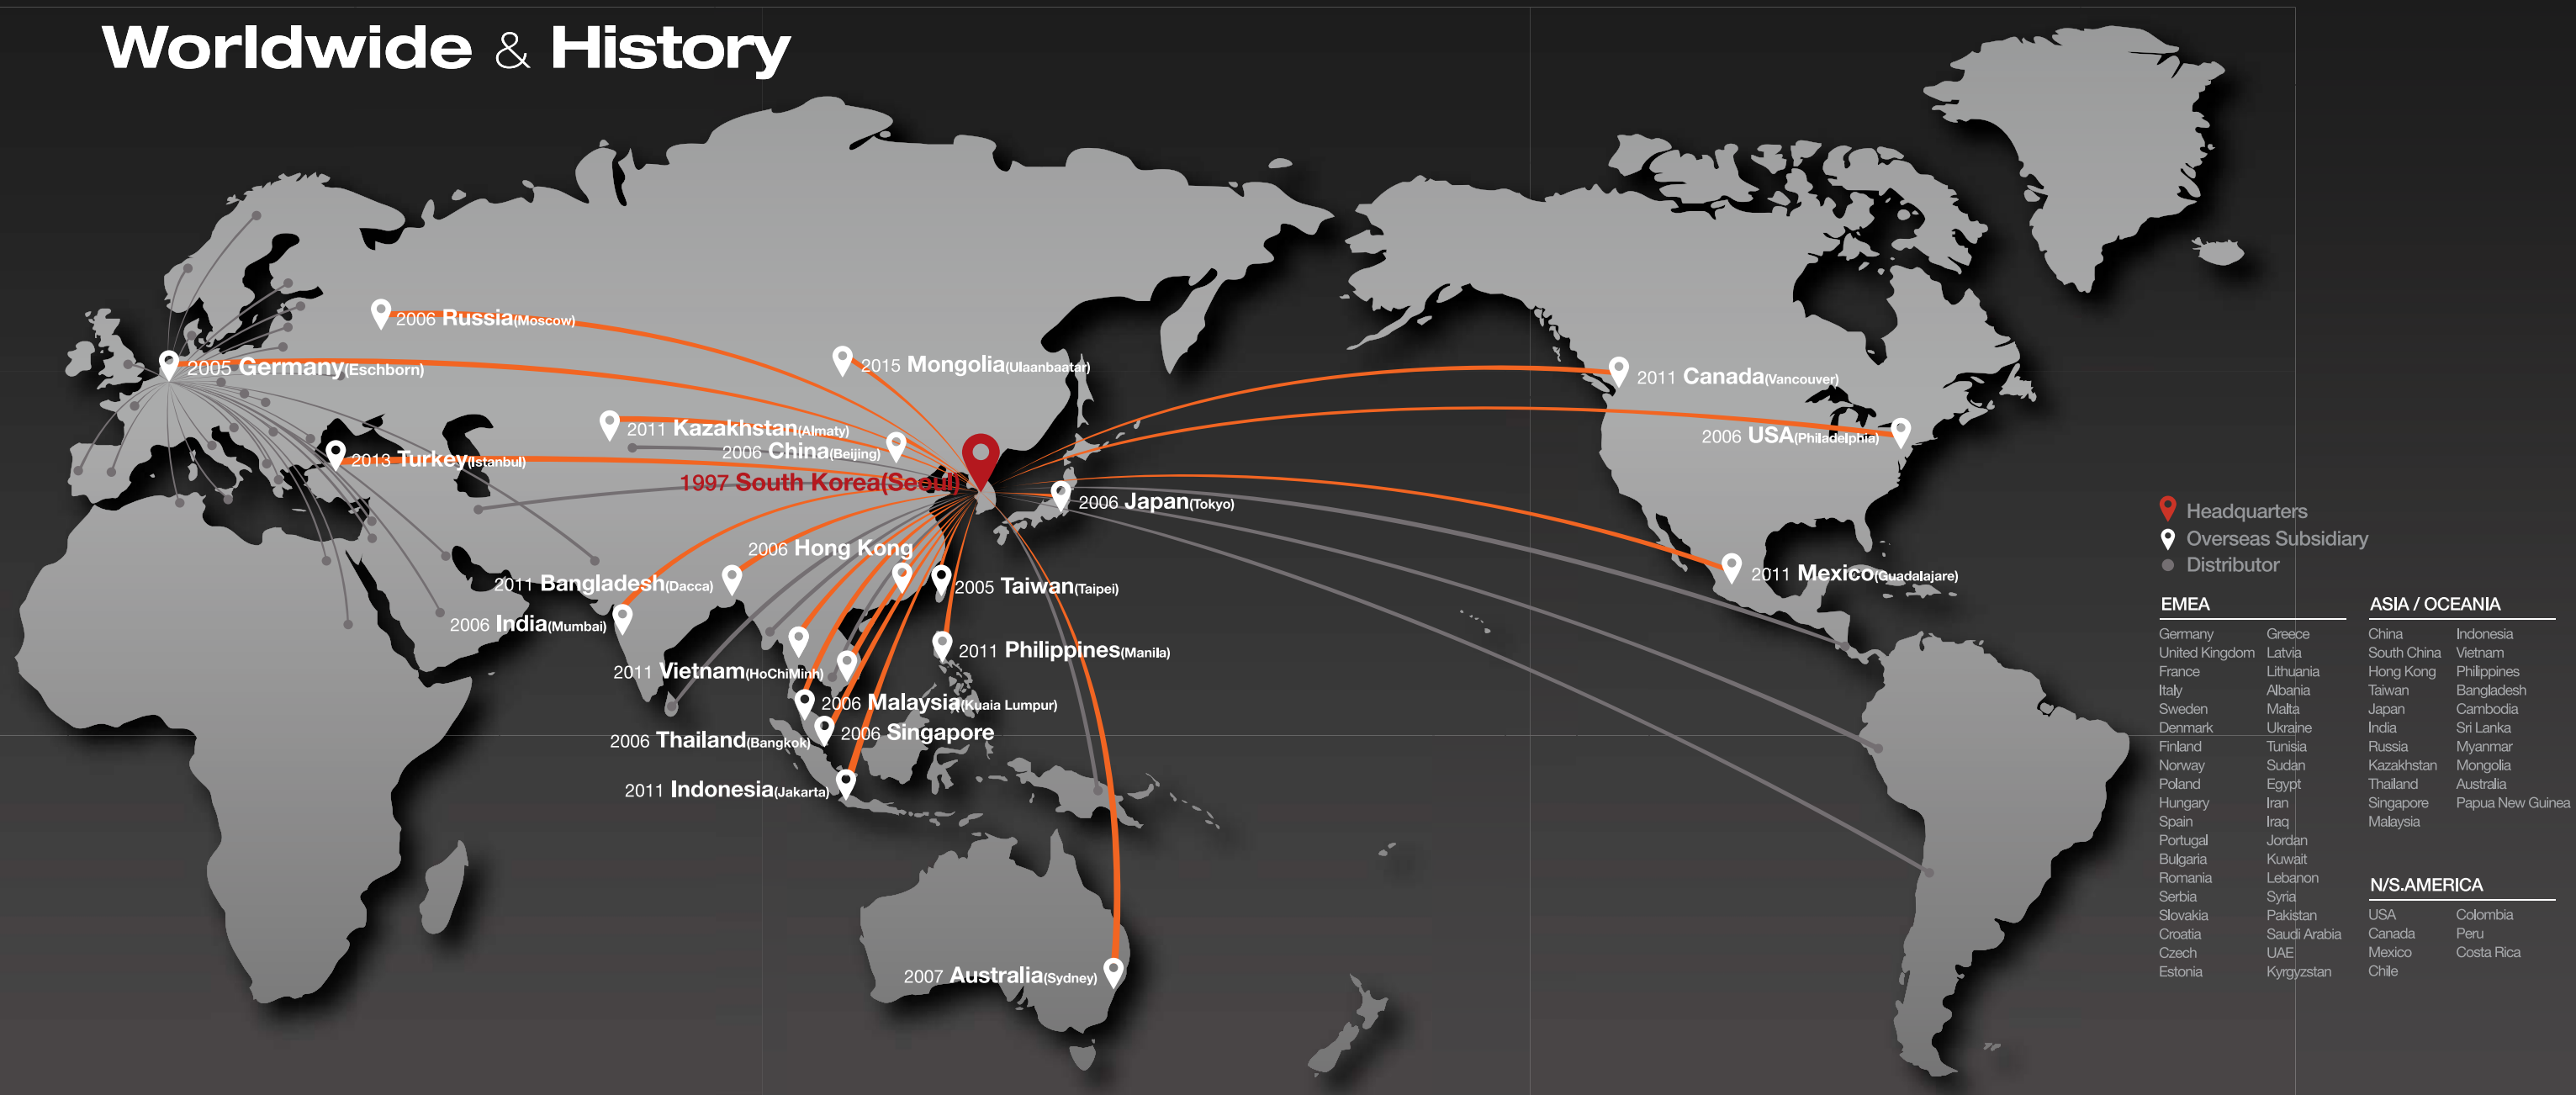 Worldwide & History
2006 Russia(Moscow)
2005 Germany(Eschborn)
2015 Mongolia(Ulaanbaatar)
2011 Canada(Vancouver)
2011 Kazakhstan(Almaty)
2006 China(Beijing)
2006 USA(Philadelphia)
2013 Turkey(Istanbul)
1997 South Korea(Seoul)
2006 Japan(Tokyo)
2006 Hong Kong
2011 Bangladesh(Dacca)
2005 Taiwan(Taipei)
2011 Mexico(Guadalajare)
2006 India(Mumbai)
2011 Philippines(Manila)
2011 Vietnam(HoChiMinh)
2006 Malaysia(Kuaia Lumpur)
2006 Thailand(Bangkok)
2006 Singapore
2011 Indonesia(Jakarta)
2007 Australia(Sydney)
Headquarters
Overseas Subsidiary
Distributor
EMEA
Germany Greece
United Kingdom Latvia
France Lithuania
Italy Albania
Sweden Malta
Denmark Ukraine
Finland Tunisia
Norway Sudan
Poland Egypt
Hungary Iran
Spain Iraq
Portugal Jordan
Bulgaria Kuwait
Romania Lebanon
Serbia Syria
Slovakia Pakistan
Croatia Saudi Arabia
Czech UAE
Estonia Kyrgyzstan
ASIA / OCEANIA
China Indonesia
South China Vietnam
Hong Kong Philippines
Taiwan Bangladesh
Japan Cambodia
India Sri Lanka
Russia Myanmar
Kazakhstan Mongolia
Thailand Australia
Singapore Papua New Guinea
Malaysia
N/S.AMERICA
USA Colombia
Canada Peru
Mexico Costa Rica
Chile